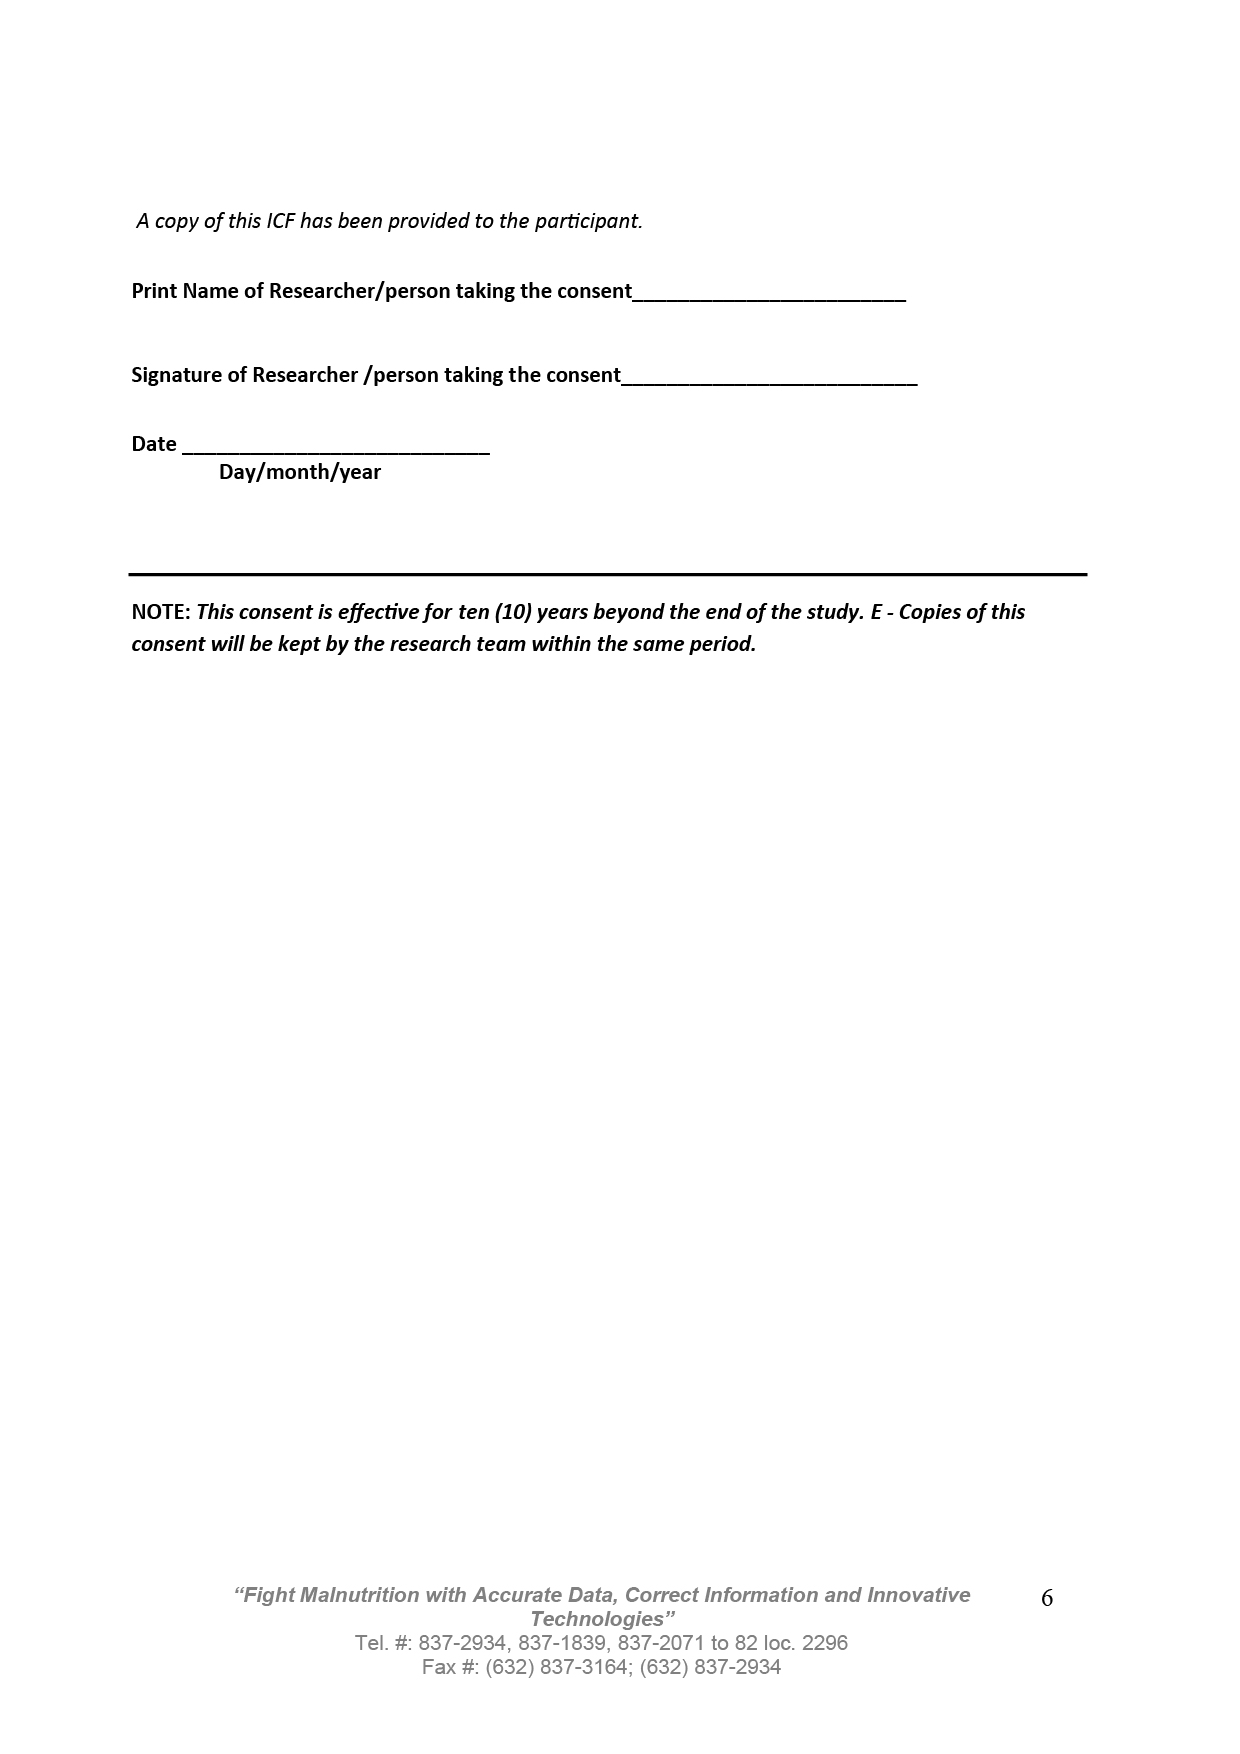 A copy of this ICF has been provided to the participant.
Print Name of Researcher/person taking the consent________________________
Signature of Researcher /person taking the consent__________________________
Date ___________________________
Day/month/year
NOTE: This consent is effective for ten (10) years beyond the end of the study. E - Copies of this
consent will be kept by the research team within the same period.
“Fight Malnutrition with Accurate Data, Correct Information and Innovative
Technologies”
6
Tel. #: 837-2934, 837-1839, 837-2071 to 82 loc. 2296
Fax #: (632) 837-3164; (632) 837-2934